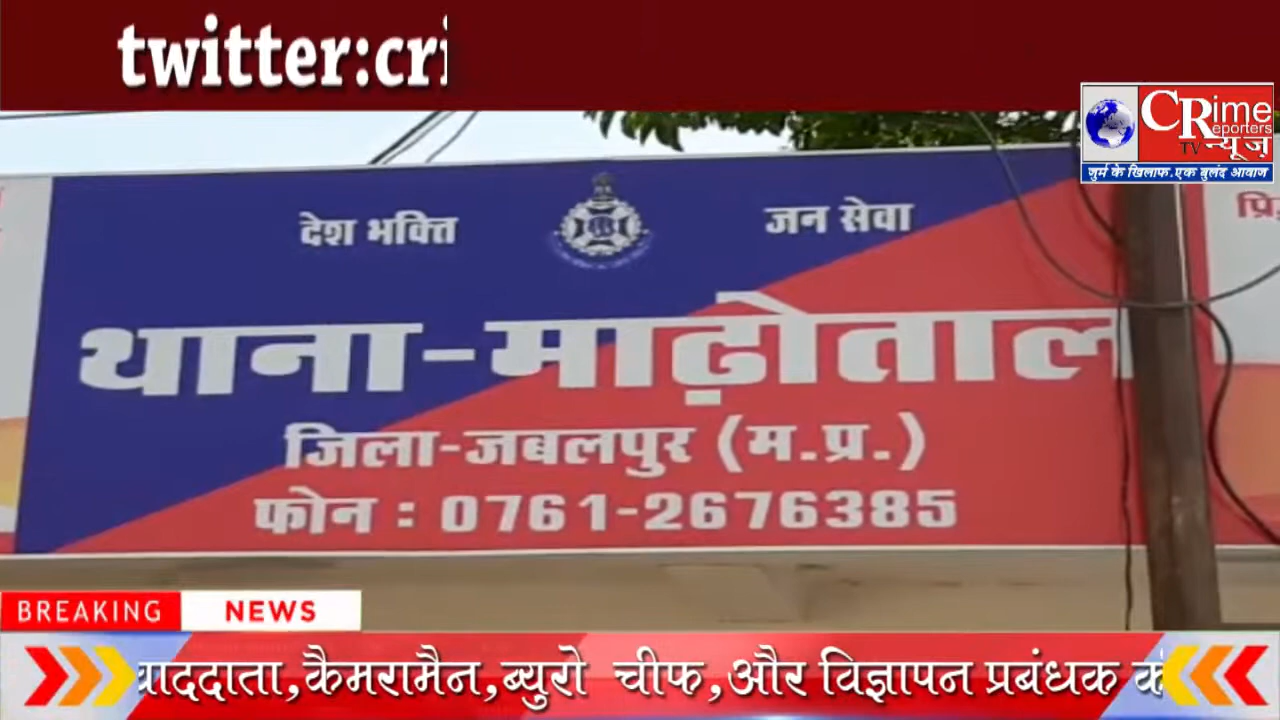 twitter:cri
CRime
Reporters
TV न्यूज़
जुर्म के खिलाफ.एक बुलंद आवाज
देश भक्ति
जन सेवा
थाना-माढ़ोताल
जिला-जबलपुर (म.प्र.)
फोन : 0761-2676385
BREAKING NEWS
वाददाता,कैमरामैन,ब्युरो चीफ,और विज्ञापन प्रबंधक कं